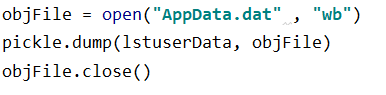 objFile = open("AppData.dat" , "wb")
pickle.dump(lstuserData, objFile)
objFile.close()